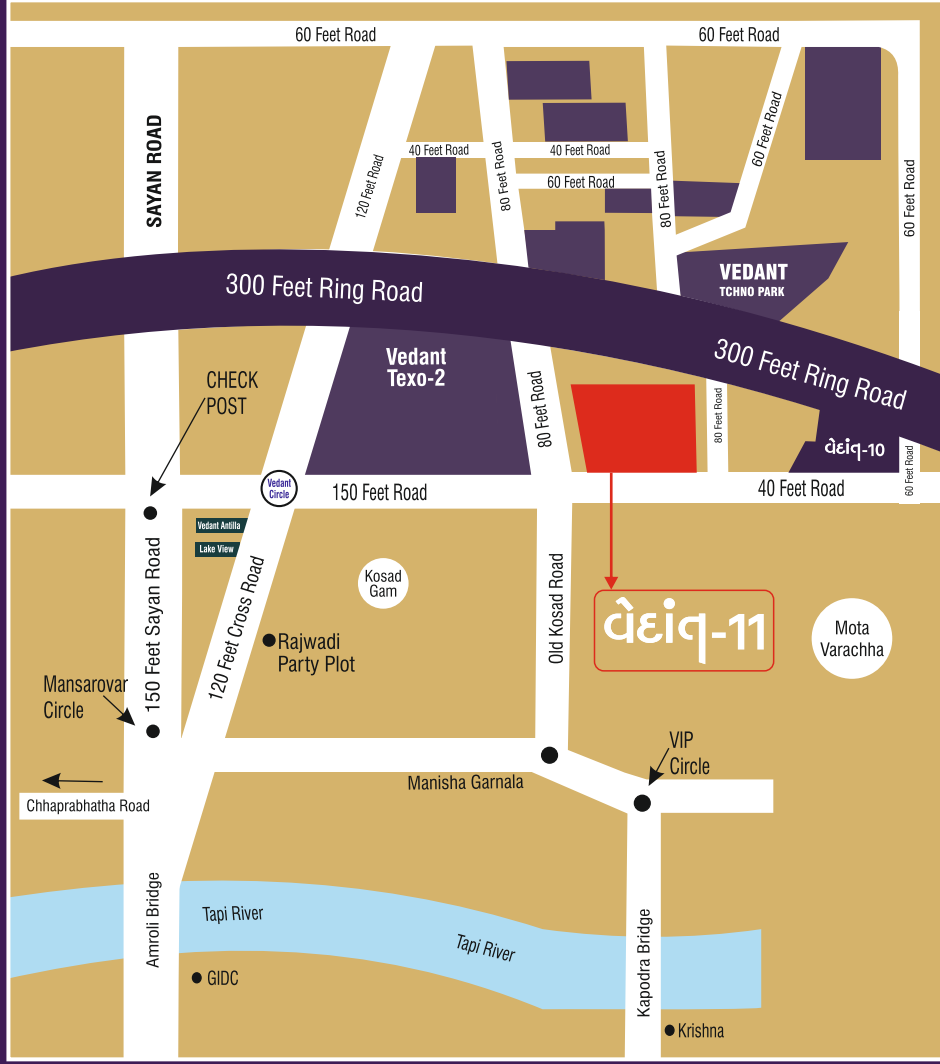 60 Feet Road
60 Feet Road
SAYAN ROAD
120 Feet Road
40 Feet Road
80 Feet Road
40 Feet Road
60 Feet Road
80 Feet Road
60 Feet Road
60 Feet Road
VEDANT
TCHNO PARK
300 Feet Ring Road
300 Feet Ring Road
Vedant
Texo-2
CHECK
POST
80 Feet Road
80 Feet Road
વેદાંત-10
60 Feet Road
Vedant
Circle
150 Feet Road
40 Feet Road
Vedant Antilla
Lake View
150 Feet Sayan Road
120 Feet Cross Road
Kosad
Gam
Old Kosad Road
વેદાંત-11
Mota
Varachha
Rajwadi
Party Plot
Mansarovar
Circle
VIP
Circle
Manisha Garnala
Chhaprabhatha Road
Amroli Bridge
Tapi River
Tapi River
Kapodra Bridge
GIDC
Krishna